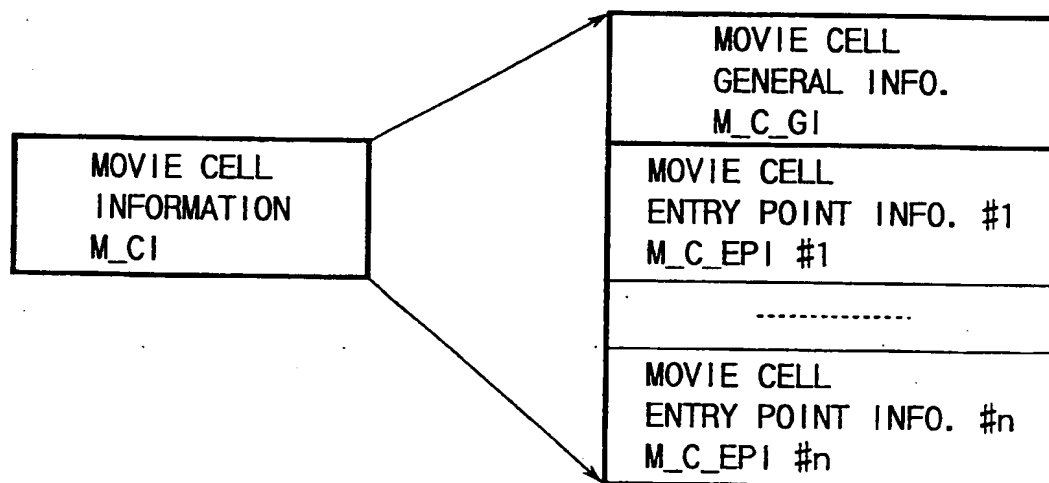 MOVIE CELL
INFORMATION
M_CI
MOVIE CELL
GENERAL INFO.
M_C_GI
MOVIE CELL
ENTRY POINT INFO. #1
M_C_EPI #1
---------------
MOVIE CELL
ENTRY POINT INFO. #n
M_C_EPI #n